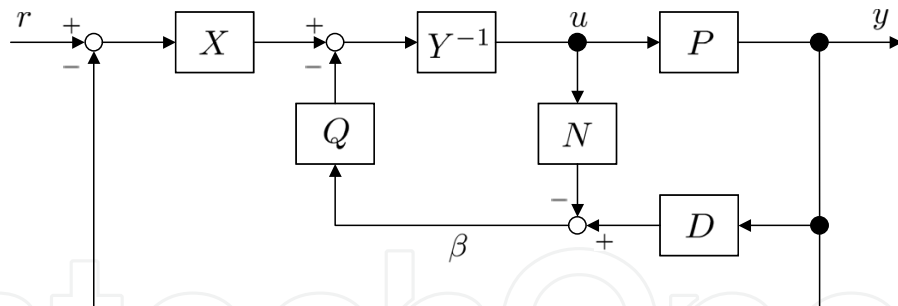 r + − X + − Y⁻¹ u P y
Q N
β − + D